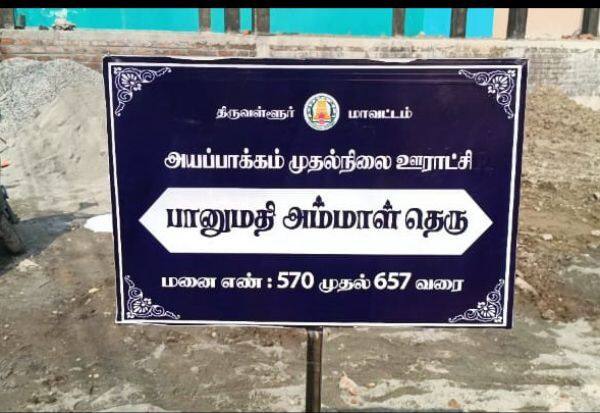 திருவள்ளூர் மாவட்டம்
அயப்பாக்கம் முதல்நிலை ஊராட்சி
பானுமதி அம்மாள் தெரு
மனை எண் : 570 முதல் 657 வரை